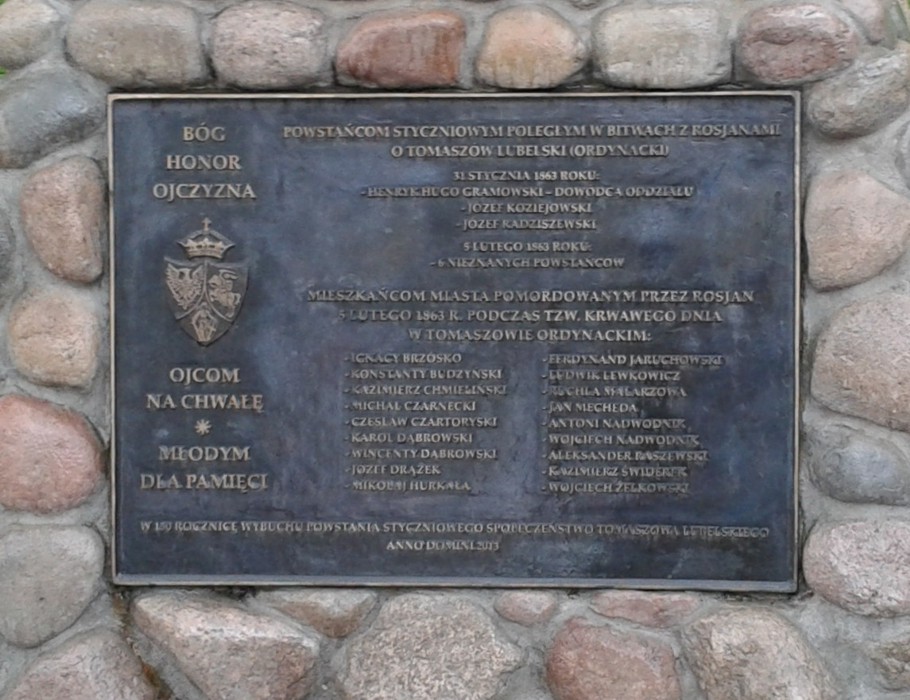 BÓG
HONOR
OJCZYZNA
OJCOM
NA CHWAŁĘ
MŁODYM
DLA PAMIĘCI
POWSTAŃCOM STYCZNIOWYM POLEGŁYM W BITWACH Z ROSJANAMI
O TOMASZÓW LUBELSKI (ORDYNACKI)
31 STYCZNIA 1863 ROKU:
- HENRYK HUGO GRAMOWSKI – DOWÓDCA ODDZIAŁU
- JÓZEF KOZIEJOWSKI
- JÓZEF RADZISZEWSKI
5 LUTEGO 1863 ROKU:
- 6 NIEZNANYCH POWSTAŃCÓW
MIESZKAŃCOM MIASTA POMORDOWANYM PRZEZ ROSJAN
5 LUTEGO 1863 R. PODCZAS TZW. KRWAWEGO DNIA
W TOMASZOWIE ORDYNACKIM:
- IGNACY BRZÓSKO
- KONSTANTY BUDZYŃSKI
- KAZIMIERZ CHMIELIŃSKI
- MICHAŁ CZARNECKI
- CZESŁAW CZARTORYSKI
- KAROL DĄBROWSKI
- WINCENTY DĄBROWSKI
- JÓZEF DRĄŻEK
- MIKOŁAJ HURKAŁA
- FERDYNAND JARUCHOWSKI
- LUDWIK LEWKOWICZ
- RUCHLA MALARZOWA
- JAN MECHEDA
- ANTONI NADWODNIK
- WOJCIECH NADWODNIK
- ALEKSANDER RASZEWSKI
- KAZIMIERZ ŚWIDEREK
- WOJCIECH ŻELKOWSKI
W 150 ROCZNICĘ WYBUCHU POWSTANIA STYCZNIOWEGO SPOŁECZEŃSTWO TOMASZOWA LUBELSKIEGO
ANNO DOMINI 2013